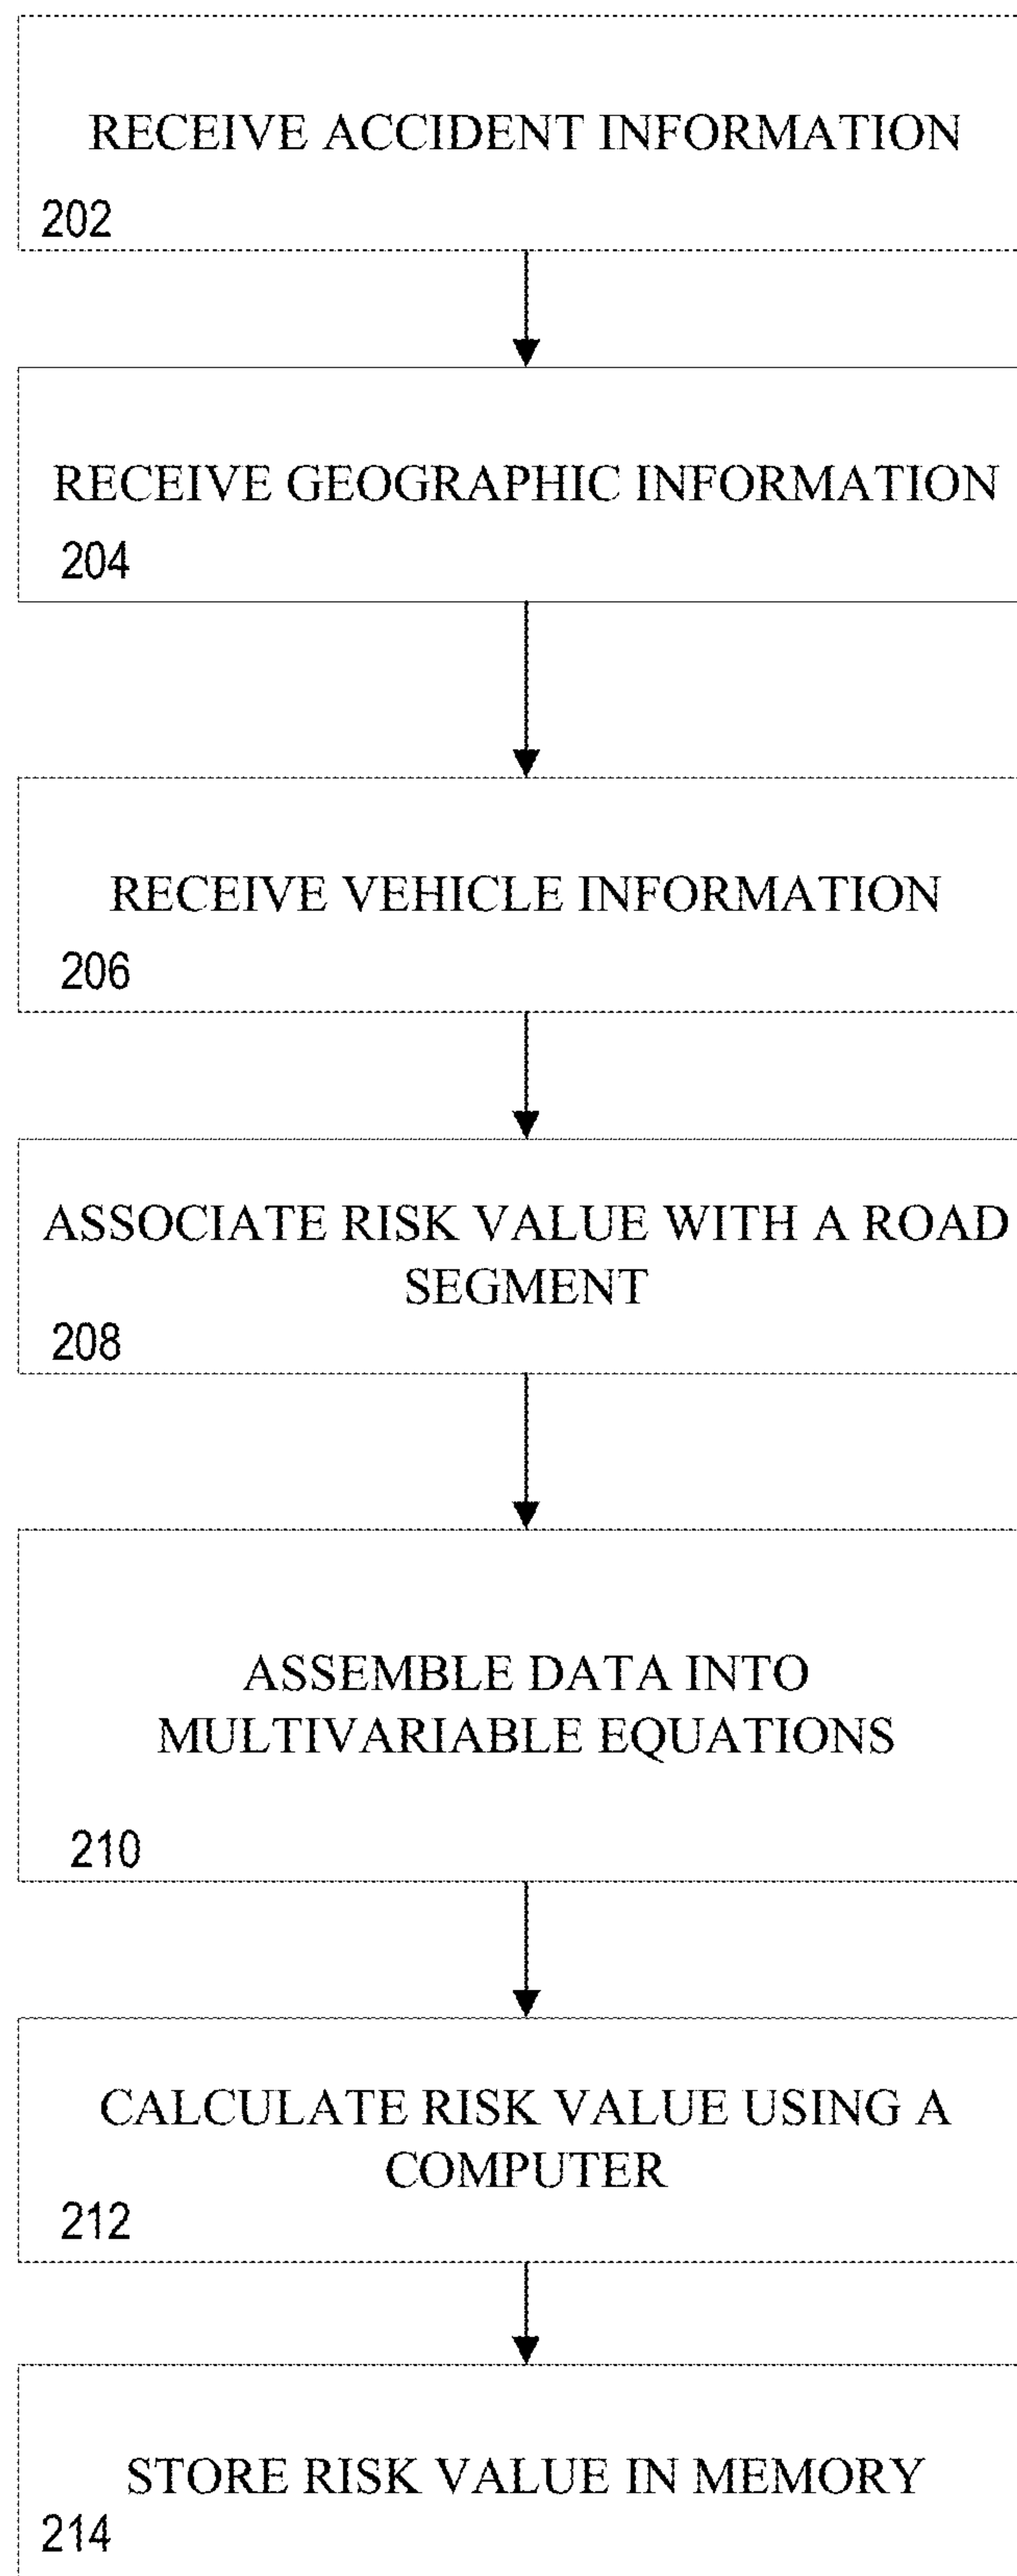 RECEIVE ACCIDENT INFORMATION
202
RECEIVE GEOGRAPHIC INFORMATION
204
RECEIVE VEHICLE INFORMATION
206
ASSOCIATE RISK VALUE WITH A ROAD
SEGMENT
208
ASSEMBLE DATA INTO
MULTIVARIABLE EQUATIONS
210
CALCULATE RISK VALUE USING A
COMPUTER
212
STORE RISK VALUE IN MEMORY
214